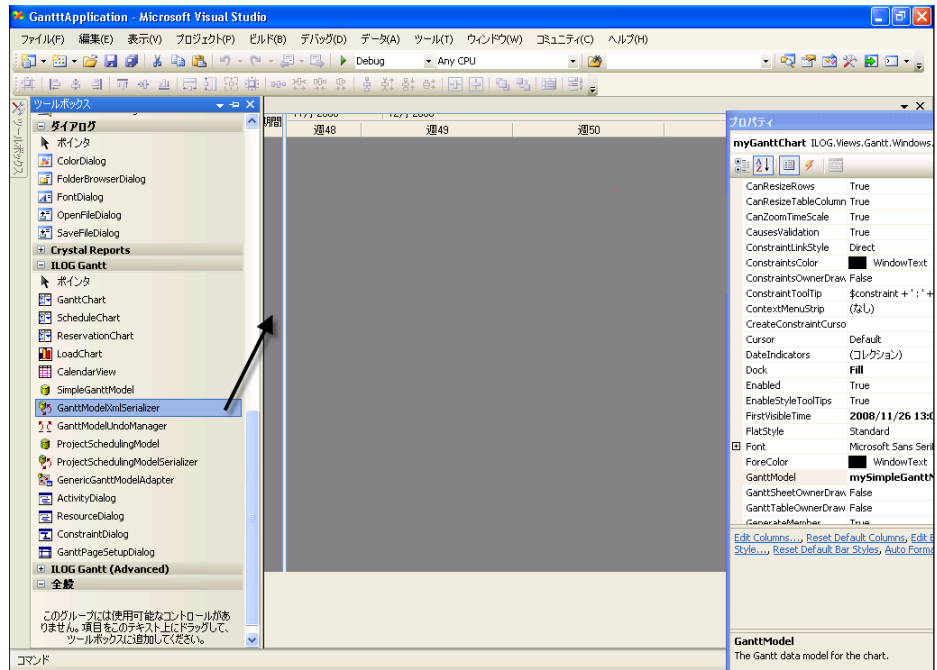 GanttApplication - Microsoft Visual Studio
ファイル(F) 編集(E) 表示(V) プロジェクト(P) ビルド(B) デバッグ(D) データ(A) ツール(T) ウィンドウ(W) コミュニティ(C) ヘルプ(H)
Debug Any CPU
ツールボックス
ツールボックス
ダイアログ
ポインタ
ColorDialog
FolderBrowserDialog
FontDialog
OpenFileDialog
SaveFileDialog
Crystal Reports
ILOG Gantt
ポインタ
GanttChart
ScheduleChart
ReservationChart
LoadChart
CalendarView
SimpleGanttModel
GanttModelXmlSerializer
GanttModelUndoManager
ProjectSchedulingModel
ProjectSchedulingModelSerializer
GenericGanttModelAdapter
ActivityDialog
ResourceDialog
ConstraintDialog
GanttPageSetupDialog
ILOG Gantt (Advanced)
全般
このグループには使用可能なコントロールがあ
りません。項目をこのテキスト上にドラッグして、
ツールボックスに追加してください。
期間
週48 週49 週50
プロパティ
myGanttChart ILOG.Views.Gantt.Windows.
CanResizeRows True
CanResizeTableColumn True
CanZoomTimeScale True
CausesValidation True
ConstraintLinkStyle Direct
ConstraintsColor WindowText
ConstraintsOwnerDraw False
ConstraintToolTip $constraint + ' : ' +
ContextMenuStrip (なし)
CreateConstraintCurso
Cursor Default
DateIndicators (コレクション)
Dock Fill
Enabled True
EnableStyleToolTips True
FirstVisibleTime 2008/11/26 13:0
FlatStyle Standard
Font Microsoft Sans Seri
ForeColor WindowText
GanttModel mySimpleGanttM
GanttSheetOwnerDraw False
GanttTableOwnerDraw False
GenerateMember True
Edit Columns..., Reset Default Columns, Edit B
Style..., Reset Default Bar Styles, Auto Forma
GanttModel
The Gantt data model for the chart.
コマンド